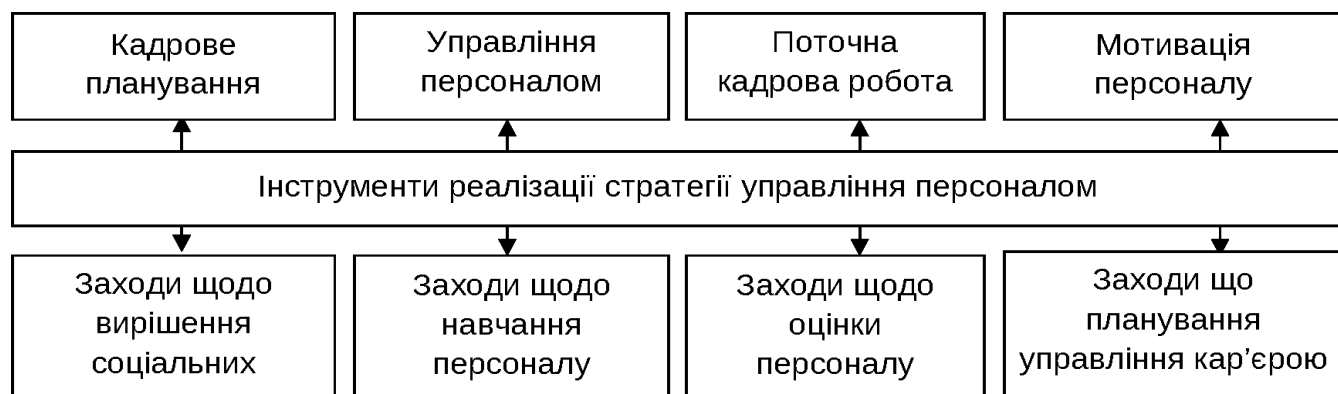 Кадрове
планування
Управління
персоналом
Поточна
кадрова робота
Мотивація
персоналу
Інструменти реалізації стратегії управління персоналом
Заходи щодо
вирішення
соціальних
Заходи щодо
навчання
персоналу
Заходи щодо
оцінки
персоналу
Заходи що
планування
управління кар’єрою